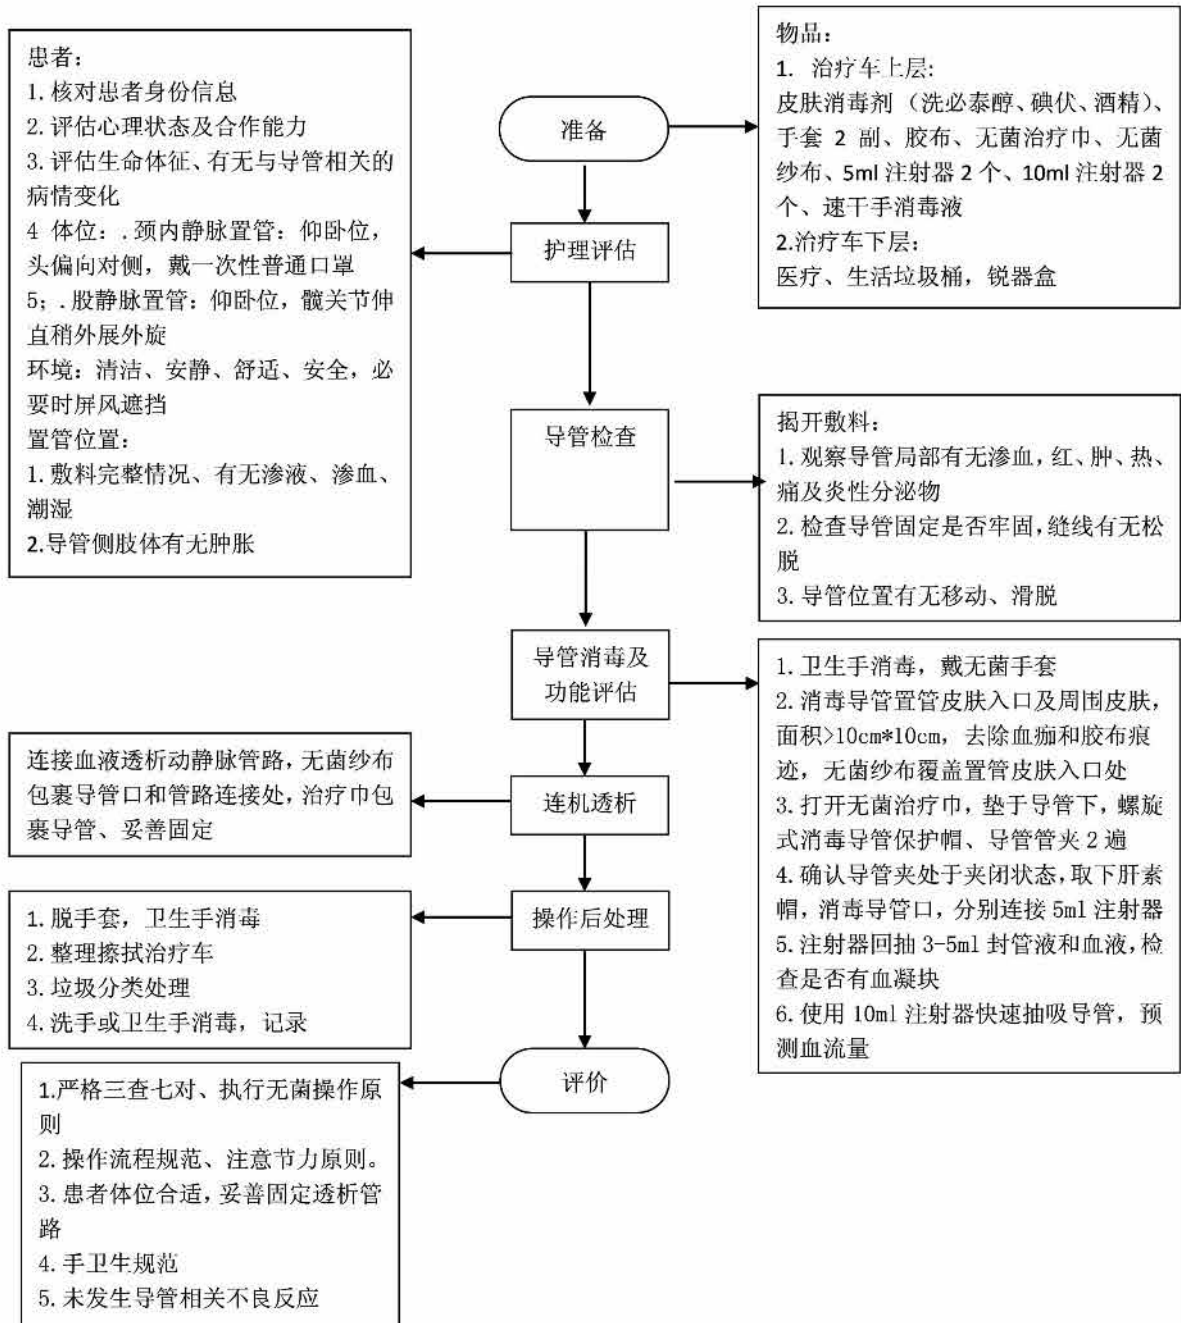 准备
物品：
1. 治疗车上层:
皮肤消毒剂（洗必泰醇、碘伏、酒精）、
手套 2 副、胶布、无菌治疗巾、无菌
纱布、5ml 注射器 2 个、10ml 注射器 2
个、速干手消毒液
2.治疗车下层：
医疗、生活垃圾桶，锐器盒
护理评估
患者：
1. 核对患者身份信息
2. 评估心理状态及合作能力
3. 评估生命体征、有无与导管相关的
病情变化
4 体位：.颈内静脉置管：仰卧位，
头偏向对侧，戴一次性普通口罩
5；.股静脉置管：仰卧位，髋关节伸
直稍外展外旋
环境：清洁、安静、舒适、安全，必
要时屏风遮挡
置管位置：
1. 敷料完整情况、有无渗液、渗血、
潮湿
2.导管侧肢体有无肿胀
导管检查
揭开敷料：
1. 观察导管局部有无渗血，红、肿、热、
痛及炎性分泌物
2. 检查导管固定是否牢固，缝线有无松
脱
3. 导管位置有无移动、滑脱
导管消毒及
功能评估
1. 卫生手消毒，戴无菌手套
2. 消毒导管置管皮肤入口及周围皮肤，
面积>10cm*10cm，去除血痂和胶布痕
迹，无菌纱布覆盖置管皮肤入口处
3. 打开无菌治疗巾，垫于导管下，螺旋
式消毒导管保护帽、导管管夹 2 遍
4. 确认导管夹处于夹闭状态，取下肝素
帽，消毒导管口，分别连接 5ml 注射器
5. 注射器回抽 3-5ml 封管液和血液，检
查是否有血凝块
6. 使用 10ml 注射器快速抽吸导管，预
测血流量
连机透析
连接血液透析动静脉管路，无菌纱布
包裹导管口和管路连接处，治疗巾包
裹导管、妥善固定
操作后处理
1. 脱手套，卫生手消毒
2. 整理擦拭治疗车
3. 垃圾分类处理
4. 洗手或卫生手消毒，记录
评价
1.严格三查七对、执行无菌操作原
则
2. 操作流程规范、注意节力原则。
3. 患者体位合适，妥善固定透析管
路
4. 手卫生规范
5. 未发生导管相关不良反应